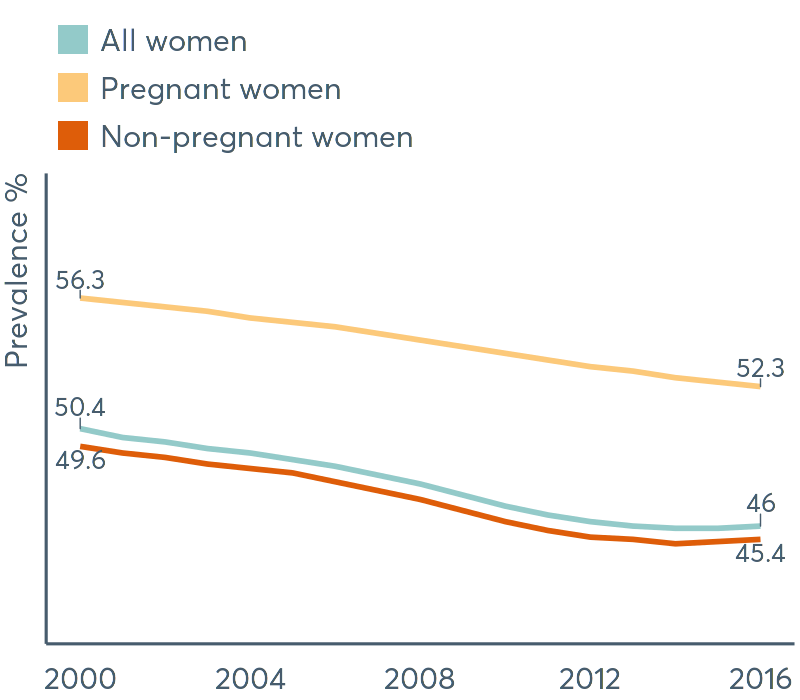 All women
Pregnant women
Non-pregnant women
Prevalence %
56.3
52.3
50.4
49.6
46
45.4
2000 2004 2008 2012 2016